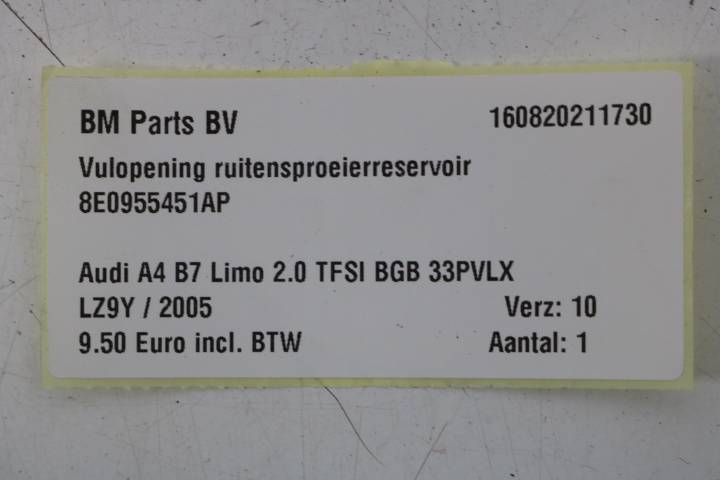 BM Parts BV 160820211730
Vulopening ruitensproeierreservoir
8E0955451AP
Audi A4 B7 Limo 2.0 TFSI BGB 33PVLX
LZ9Y / 2005 Verz: 10
9.50 Euro incl. BTW Aantal: 1